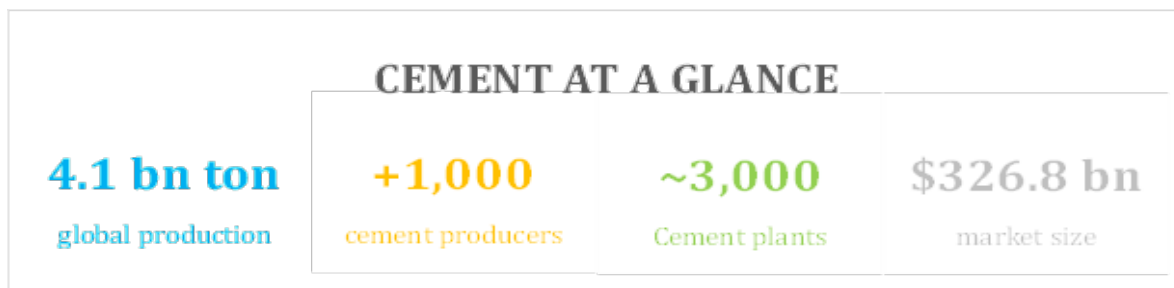 CEMENT AT A GLANCE
4.1 bn ton
global production
+1,000
cement producers
~3,000
Cement plants
$326.8 bn
market size